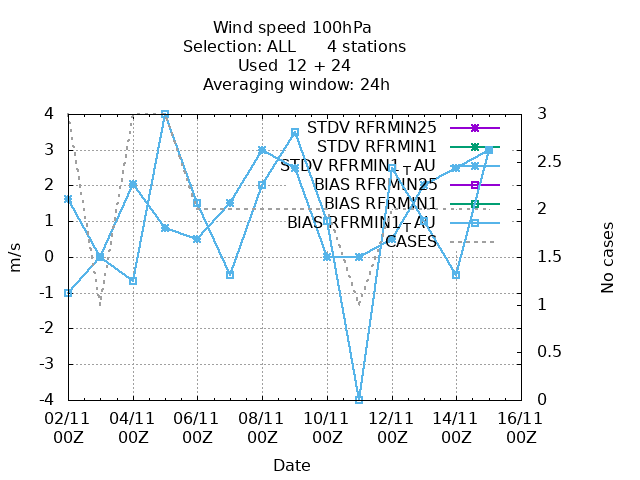 Wind speed 100hPa
Selection: ALL 4 stations
Used 12 + 24
Averaging window: 24h
STDV RFRMIN25
STDV RFRMIN1
STDV RFRMIN1_AU
BIAS RFRMIN25
BIAS RFRMIN1
BIAS RFRMIN1_AU
CASES
4
3
2
1
0
-1
-2
-3
-4
m/s
3
2.5
2
1.5
1
0.5
0
No cases
02/11 04/11 06/11 08/11 10/11 12/11 14/11 16/11
00Z 00Z 00Z 00Z 00Z 00Z 00Z 00Z
Date